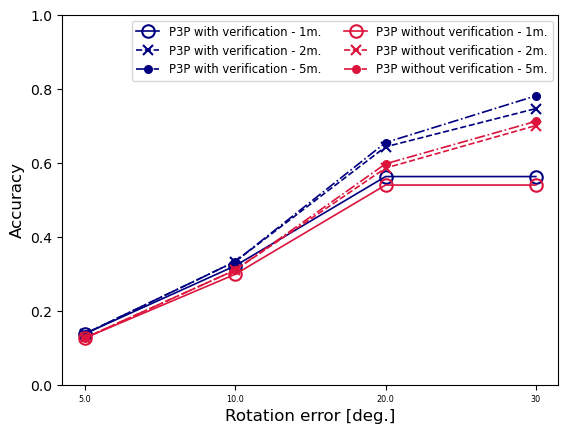 1.0
P3P with verification - 1m.
P3P with verification - 2m.
P3P with verification - 5m.
P3P without verification - 1m.
P3P without verification - 2m.
P3P without verification - 5m.
0.8
0.6
0.4
0.2
0.0
Accuracy
5.0
10.0
20.0
30
Rotation error [deg.]